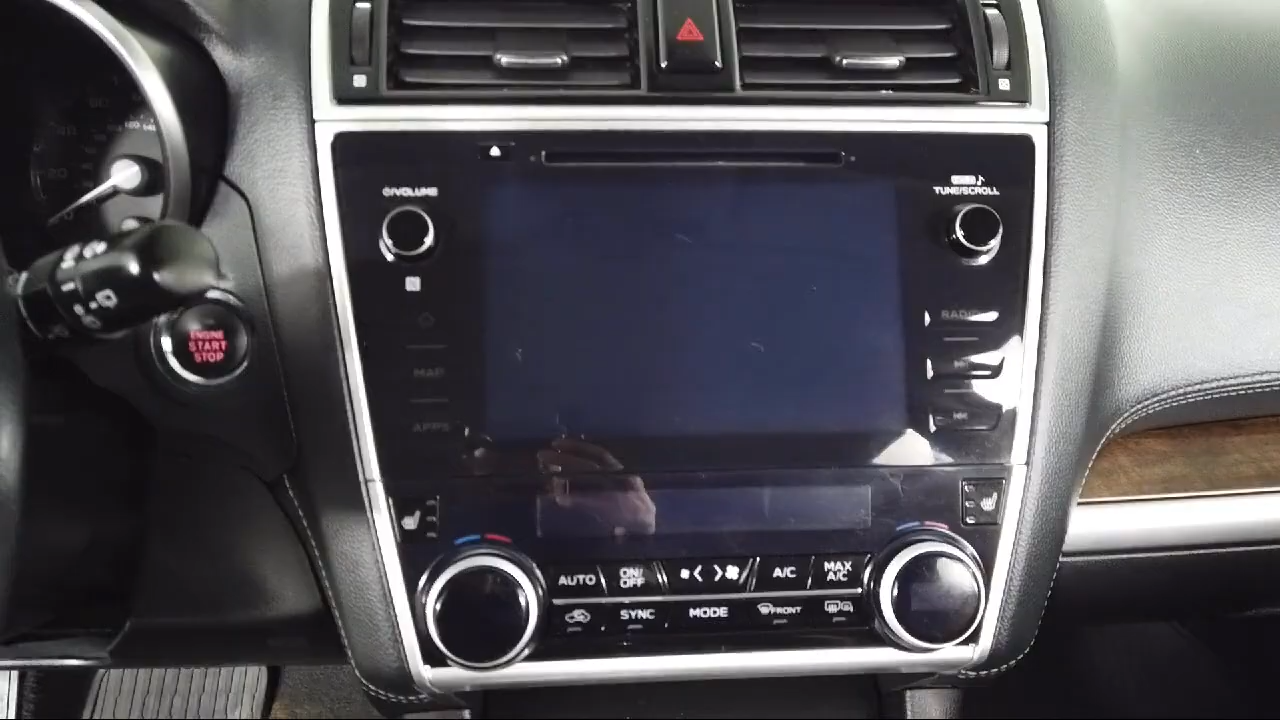 VOLUME
TUNE/SCROLL
RADIO
MAP
APPS
ENGINE
START
STOP
AUTO
ON/
OFF
A/C
MAX
A/C
SYNC
MODE
FRONT